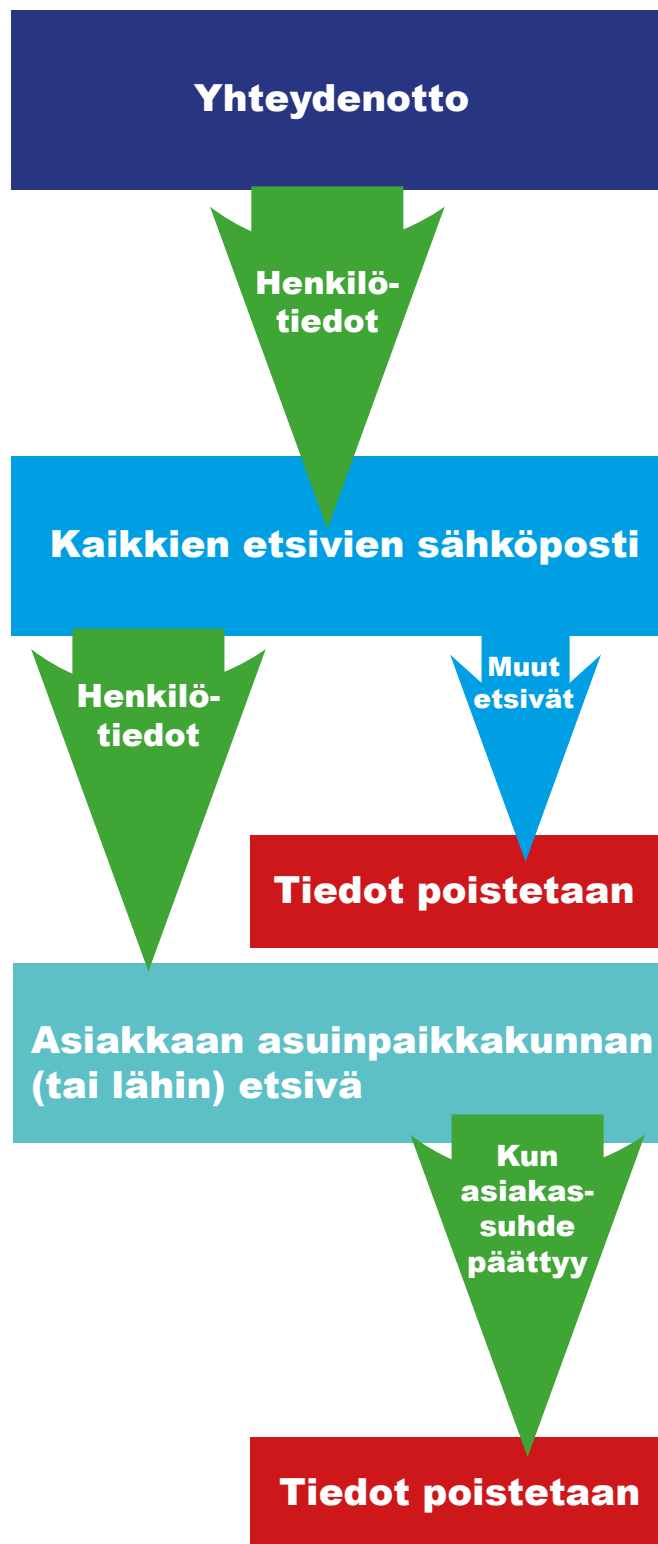 Yhteydenotto
Henkilö-
tiedot
Kaikkien etsivien sähköposti
Henkilö-
tiedot
Muut
etsivät
Tiedot poistetaan
Asiakkaan asuinpaikkakunnan
(tai lähin) etsivä
Kun
asiakas-
suhde
päättyy
Tiedot poistetaan